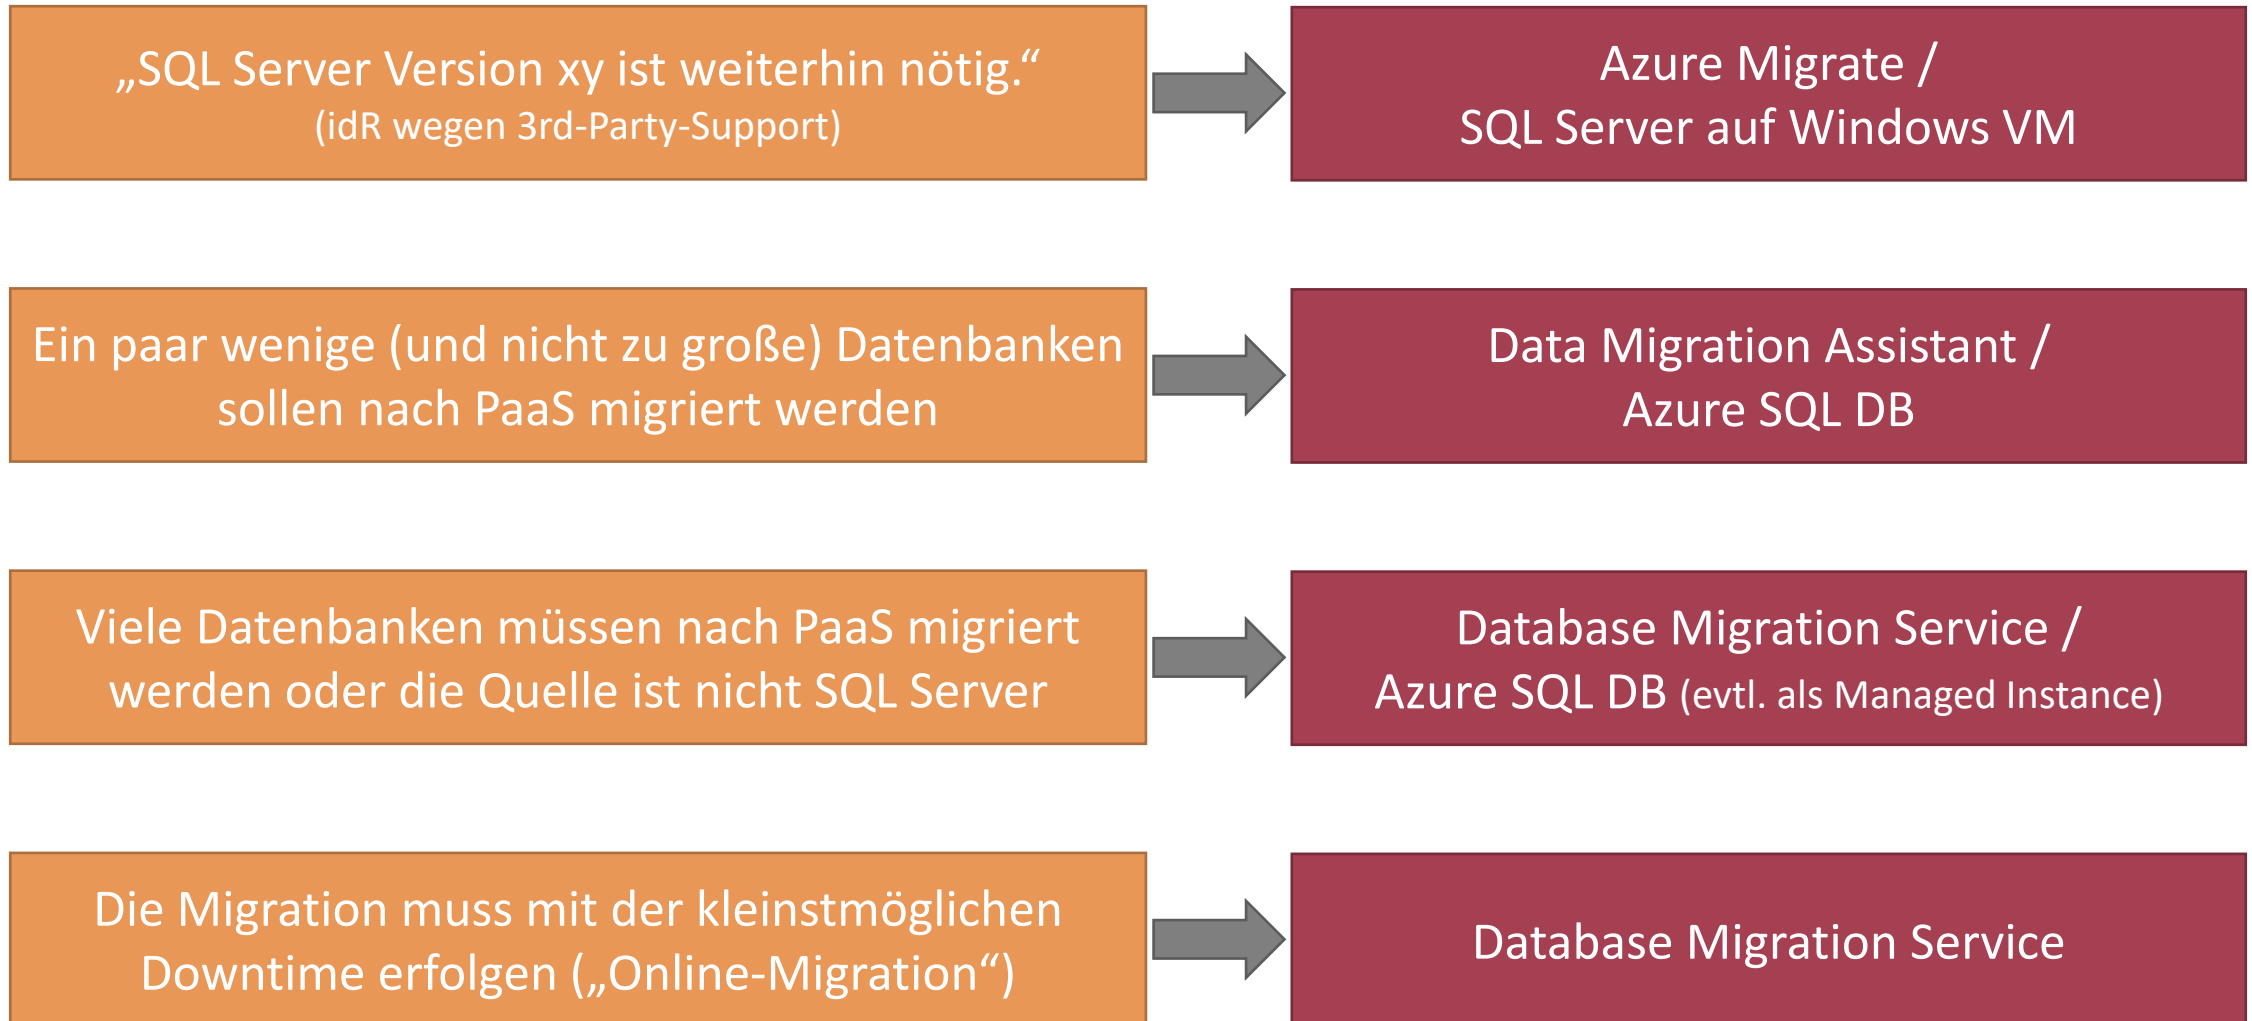 „SQL Server Version xy ist weiterhin nötig.“
(idR wegen 3rd-Party-Support)
Azure Migrate /
SQL Server auf Windows VM
Ein paar wenige (und nicht zu große) Datenbanken
sollen nach PaaS migriert werden
Data Migration Assistant /
Azure SQL DB
Viele Datenbanken müssen nach PaaS migriert
werden oder die Quelle ist nicht SQL Server
Database Migration Service /
Azure SQL DB (evtl. als Managed Instance)
Die Migration muss mit der kleinstmöglichen
Downtime erfolgen („Online-Migration“)
Database Migration Service